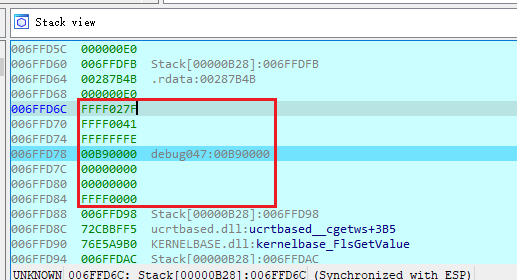 Stack view
006FFD5C 000000E0
006FFD60 006FFDFB Stack[00000B28]:006FFDFB
006FFD64 00287B4B .rdata:00287B4B
006FFD68 000000E0
006FFD6C FFFF027F
006FFD70 FFFF0041
006FFD74 FFFFFFFE
006FFD78 00B90000 debug047:00B90000
006FFD7C 00000000
006FFD80 00000000
006FFD84 FFFF0000
006FFD88 006FFD98 Stack[00000B28]:006FFD98
006FFD8C 72CBBFF5 ucrtbased.dll:ucrtbased__cgetws+3B5
006FFD90 76E5A9B0 KERNELBASE.dll:kernelbase_FlsGetValue
006FFD94 006FFDAC Stack[00000B28]:006FFDAC
UNKNOWN 006FFD6C: Stack[00000B28]:006FFD6C (Synchronized with ESP)